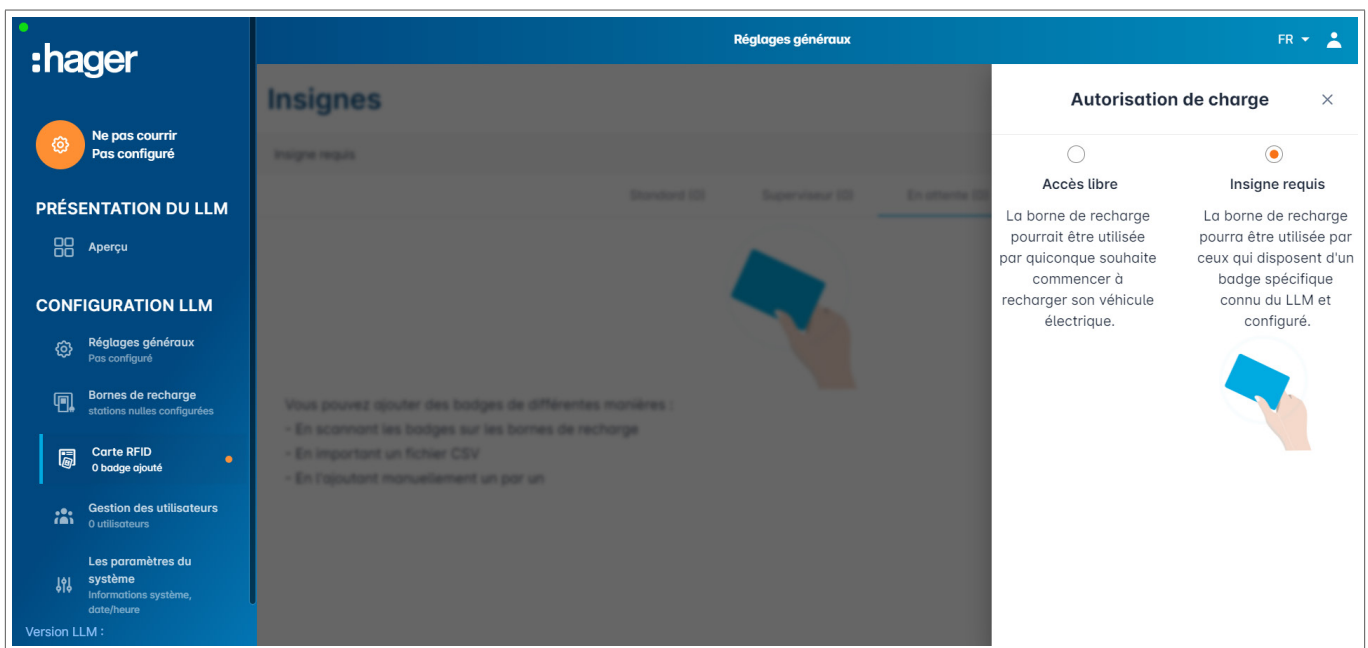 :hager
Réglages généraux
FR
Ne pas courrir
Pas configuré
PRÉSENTATION DU LLM
Aperçu
CONFIGURATION LLM
Réglages généraux
Pas configuré
Bornes de recharge
stations nulles configurées
Carte RFID
0 badge ajouté
Gestion des utilisateurs
0 utilisateurs
Les paramètres du
système
Informations système,
date/heure
Version LLM :
Insignes
Insigne requis
Standard (0)
Superviseur (0)
En attente (0)
Vous pouvez ajouter des badges de différentes manières :
- En scannant les badges sur les bornes de recharge
- En important un fichier CSV
- En l'ajoutant manuellement un par un
Autorisation de charge
Accès libre
La borne de recharge
pourrait être utilisée
par quiconque souhaite
commencer à
recharger son véhicule
électrique.
Insigne requis
La borne de recharge
pourra être utilisée par
ceux qui disposent d'un
badge spécifique
connu du LLM et
configuré.